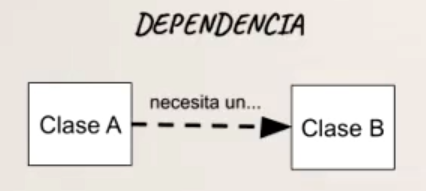 DEPENDENCIA
necesita un...
Clase A
Clase B